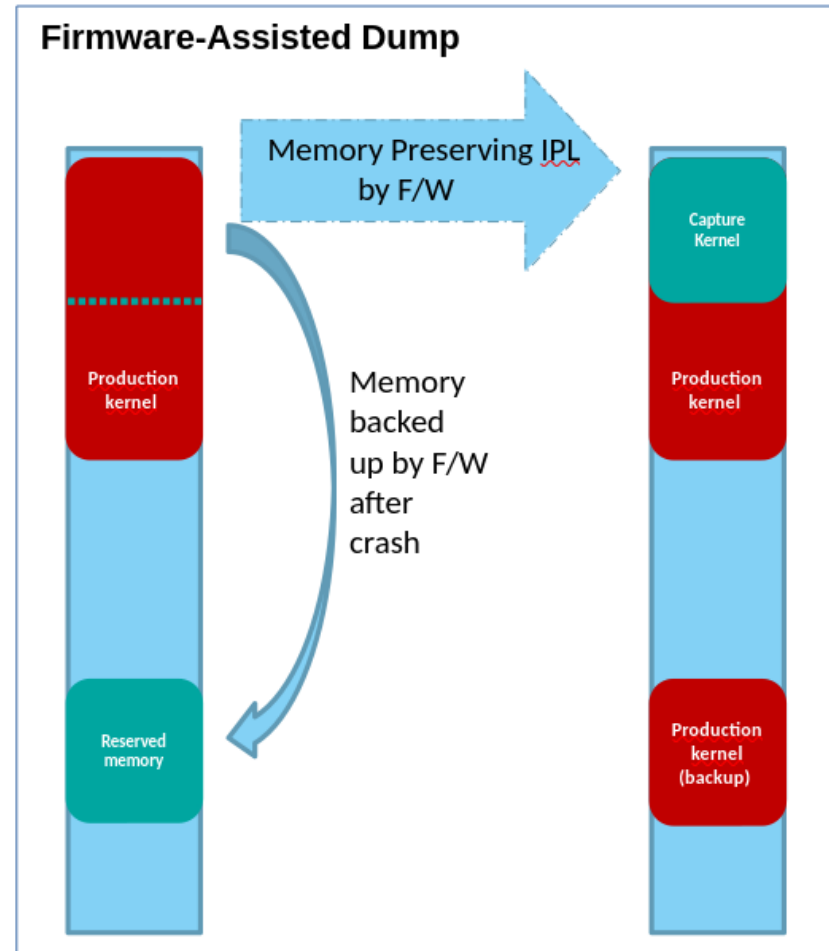 Firmware-Assisted Dump
Memory Preserving IPL
by F/W
Capture
Kernel
Production
kernel
Production
kernel
Memory
backed
up by F/W
after
crash
Reserved
memory
Production
kernel
(backup)